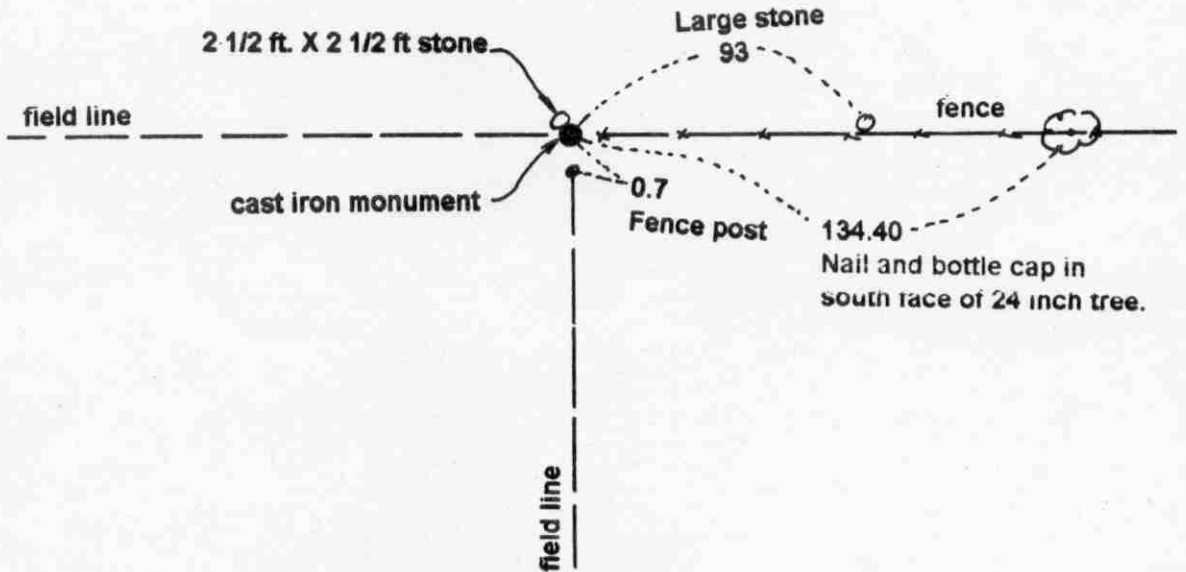 Large stone
93
2 1/2 ft. X 2 1/2 ft stone
field line
fence
cast iron monument
0.7
Fence post
134.40
Nail and bottle cap in
south face of 24 inch tree.
field line